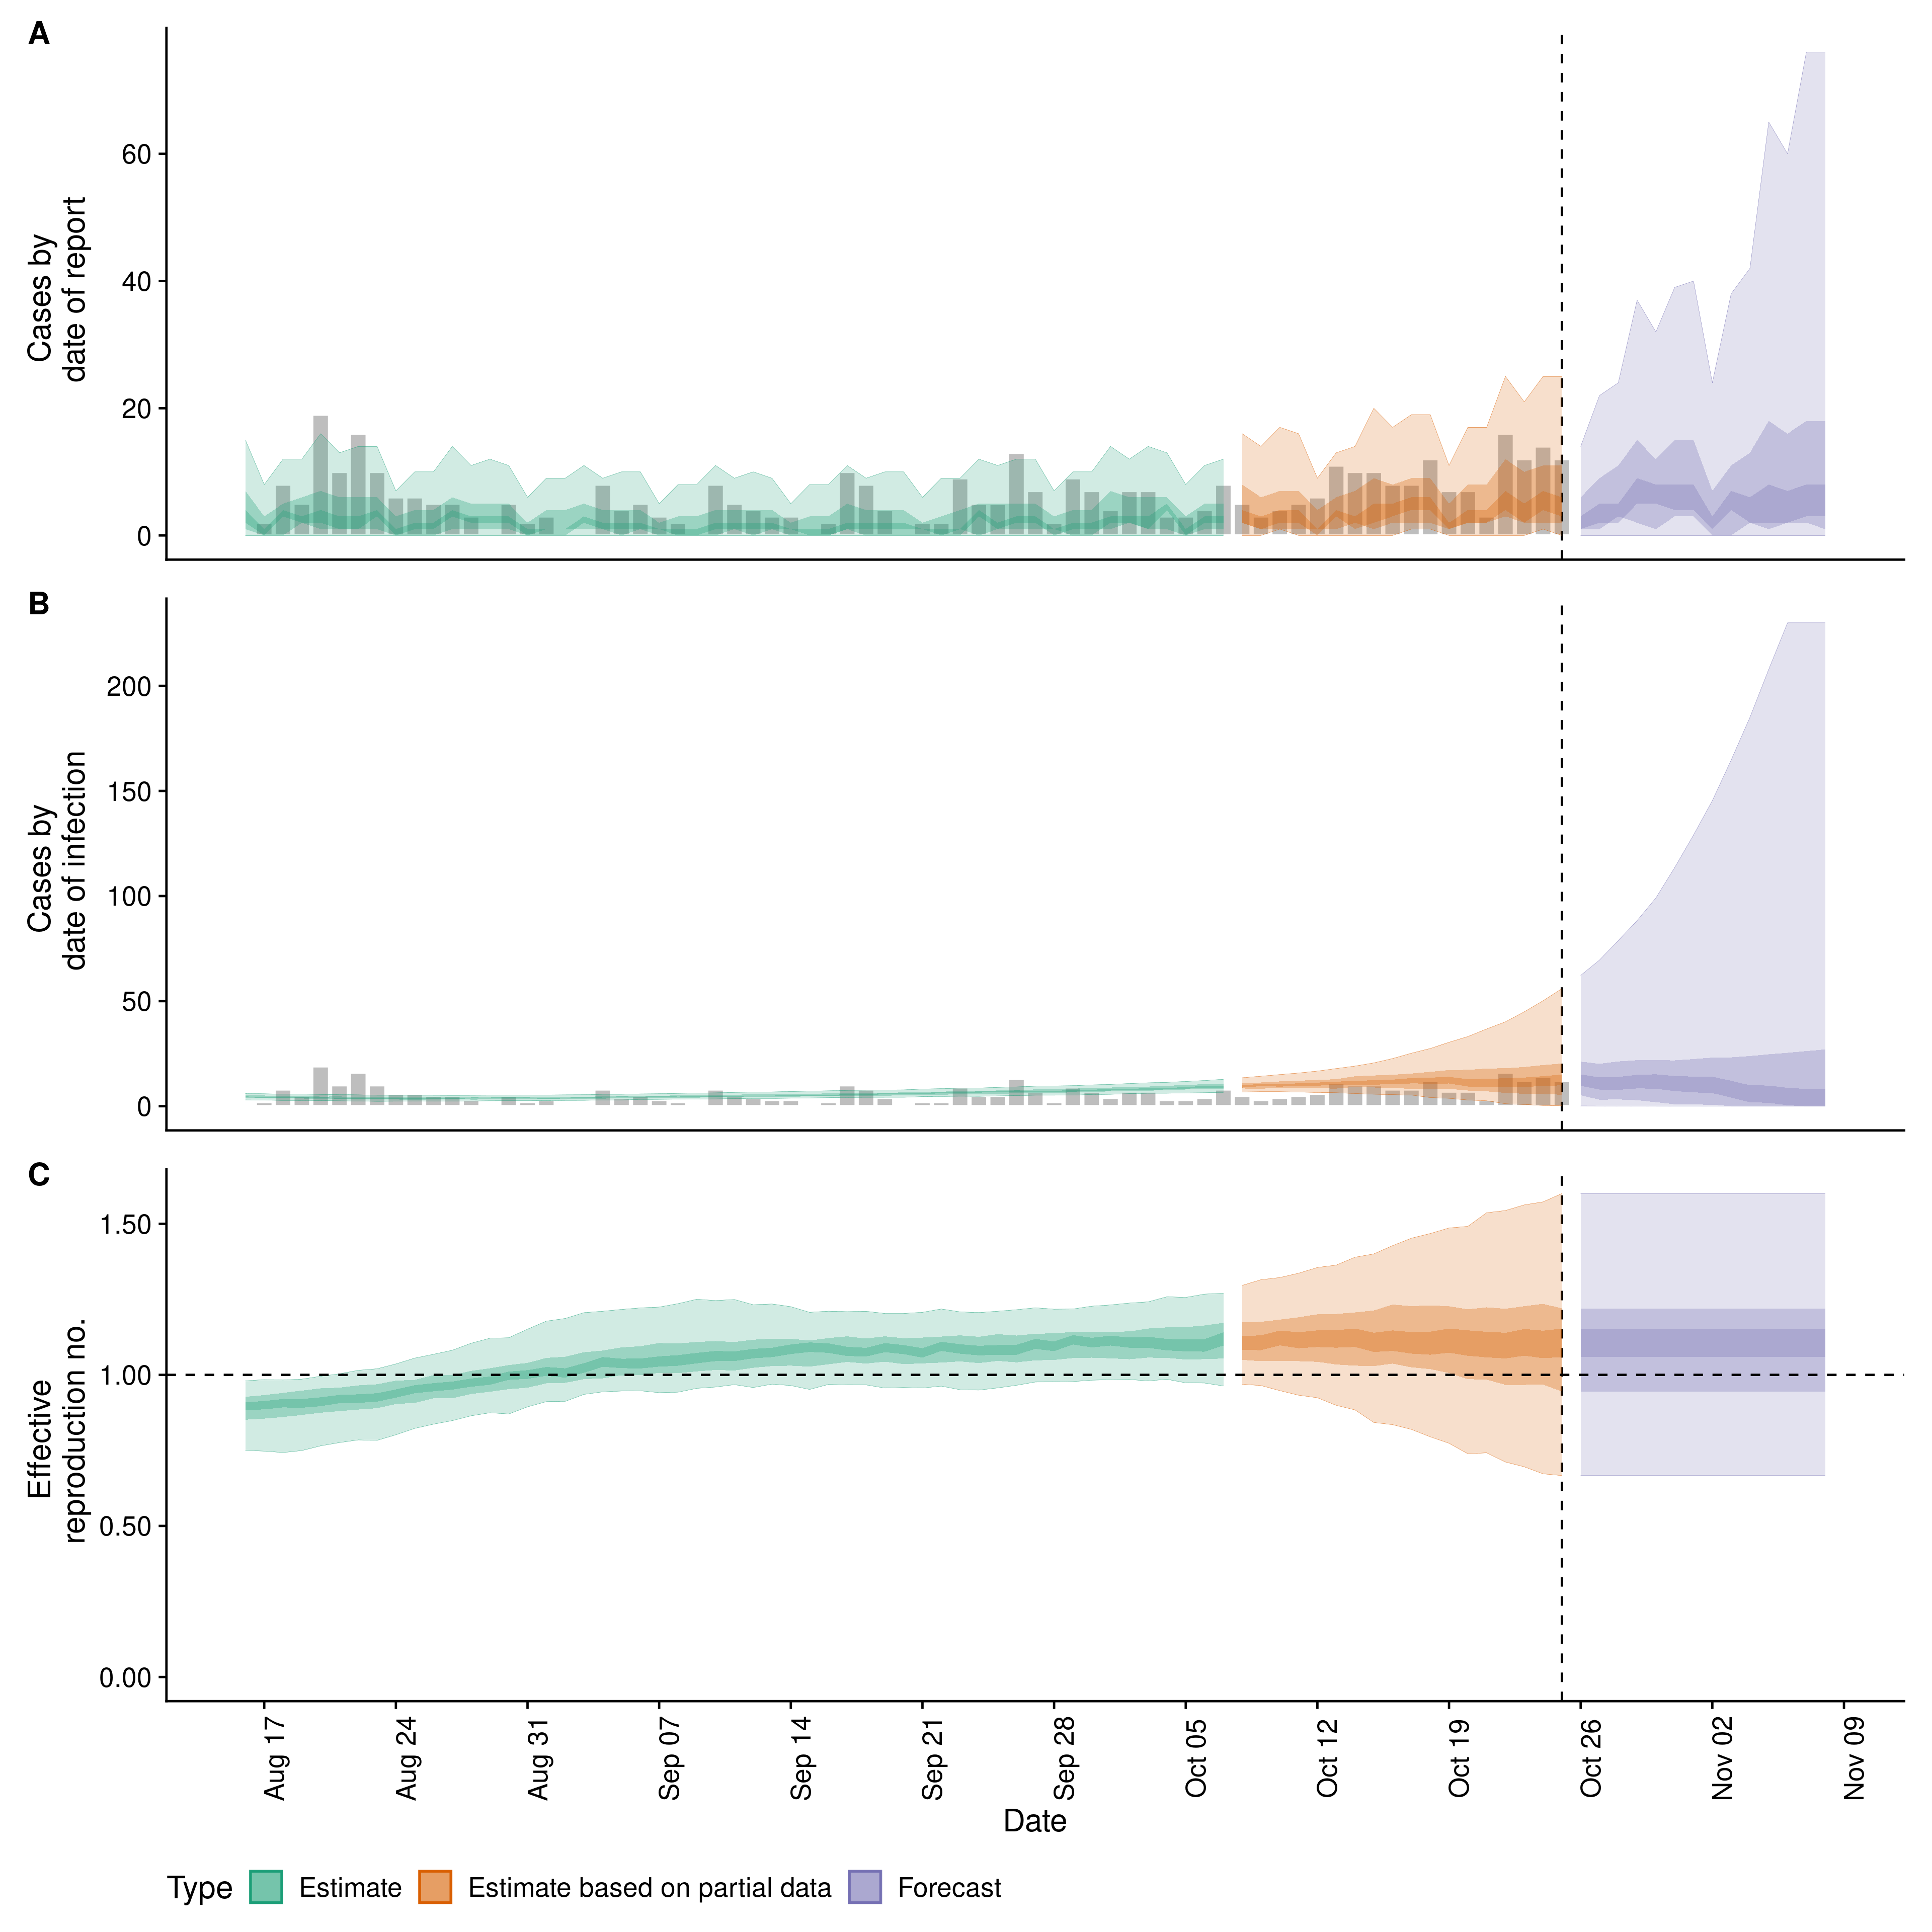 A
Cases by
date of report
60
40
20
0
B
Cases by
date of infection
200
150
100
50
0
C
Effective
reproduction no.
1.50
1.00
0.50
0.00
Aug 17
Aug 24
Aug 31
Sep 07
Sep 14
Sep 21
Sep 28
Oct 05
Oct 12
Oct 19
Oct 26
Nov 02
Nov 09
Date
Type Estimate Estimate based on partial data Forecast